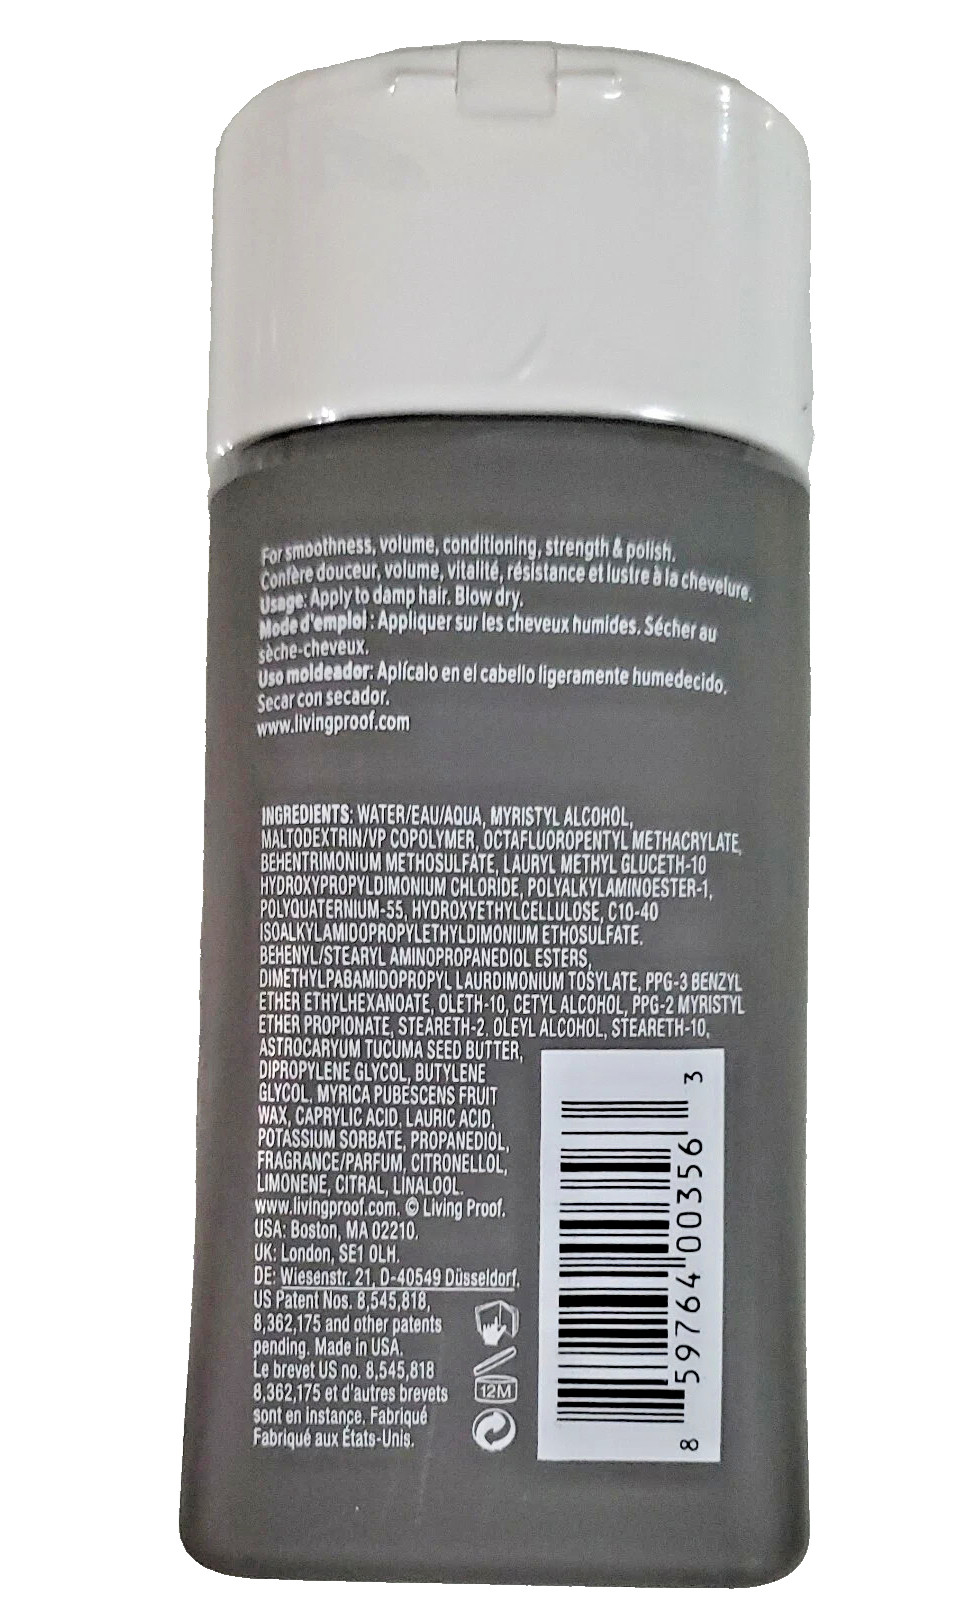 For smoothness, volume, conditioning, strength & polish.
Confère douceur, volume, vitalité, résistance et lustre à la chevelure.
Usage: Apply to damp hair. Blow dry.
Mode d'emploi : Appliquer sur les cheveux humides. Sécher au
sèche-cheveux.
Uso moldeador: Aplícalo en el cabello ligeramente humedecido.
Secar con secador.
www.livingproof.com
INGREDIENTS: WATER/EAU/AQUA, MYRISTYL ALCOHOL,
MALTODEXTRIN/VP COPOLYMER, OCTAFLUOROPENTYL METHACRYLATE,
BEHENTRIMONIUM METHOSULFATE, LAURYL METHYL GLUCETH-10
HYDROXYPROPYLDIMONIUM CHLORIDE, POLYALKYLAMINOESTER-1,
POLYQUATERNIUM-55, HYDROXYETHYLCELLULOSE, C10-40
ISOALKYLAMIDOPROPYLETHYLDIMONIUM ETHOSULFATE,
BEHENYL/STEARYL AMINOPROPANEDIOL ESTERS,
DIMETHYLPABAMIDOPROPYL LAURDIMONIUM TOSYLATE, PPG-3 BENZYL
ETHER ETHYLHEXANOATE, OLETH-10, CETYL ALCOHOL, PPG-2 MYRISTYL
ETHER PROPIONATE, STEARETH-2, OLEYL ALCOHOL, STEARETH-10,
ASTROCARYUM TUCUMA SEED BUTTER,
DIPROPYLENE GLYCOL, BUTYLENE
GLYCOL, MYRICA PUBESCENS FRUIT
WAX, CAPRYLIC ACID, LAURIC ACID,
POTASSIUM SORBATE, PROPANEDIOL,
FRAGRANCE/PARFUM, CITRONELLOL,
LIMONENE, CITRAL, LINALOOL.
www.livingproof.com. © Living Proof.
USA: Boston, MA 02210.
UK: London, SE1 0LH.
DE: Wiesenstr. 21, D-40549 Düsseldorf.
US Patent Nos. 8,545,818,
8,362,175 and other patents
pending. Made in USA.
Le brevet US no. 8,545,818
8,362,175 et d'autres brevets
sont en instance. Fabriqué
Fabriqué aux États-Unis.
12M
8 59764 00356 3